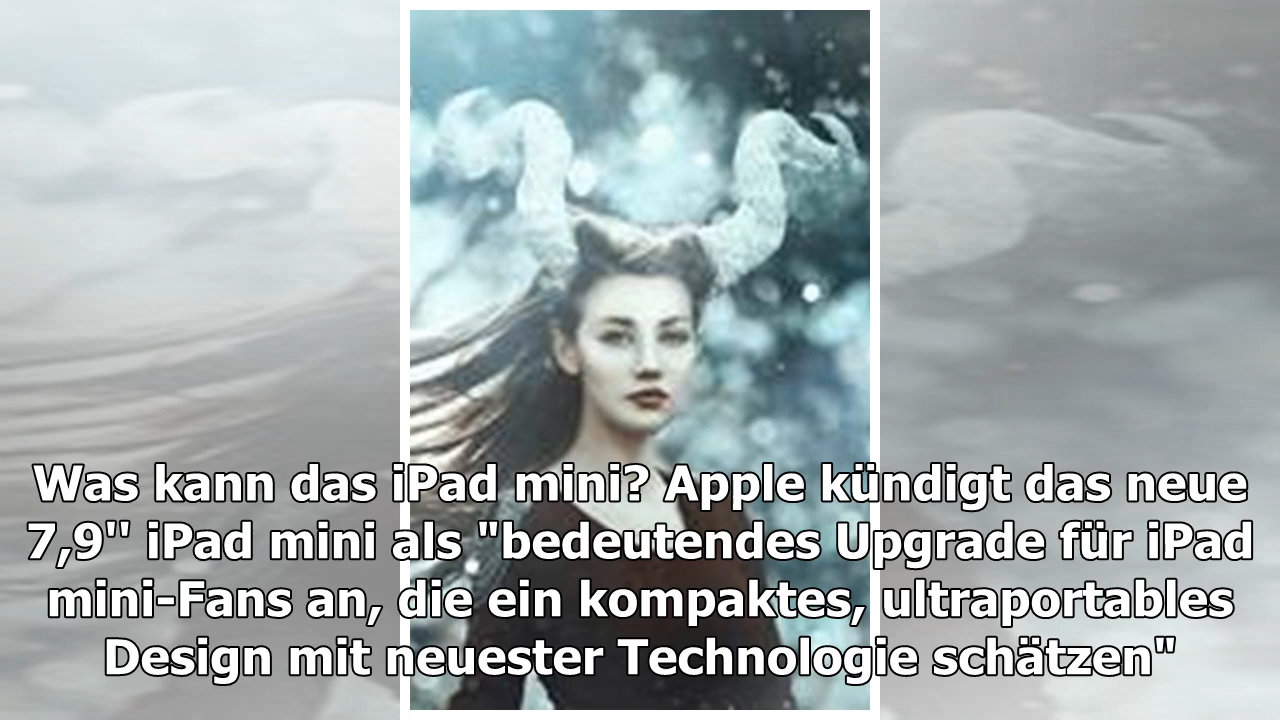 Was kann das iPad mini? Apple kündigt das neue
7,9'' iPad mini als "bedeutendes Upgrade für iPad
mini-Fans an, die ein kompaktes, ultraportables
Design mit neuester Technologie schätzen"